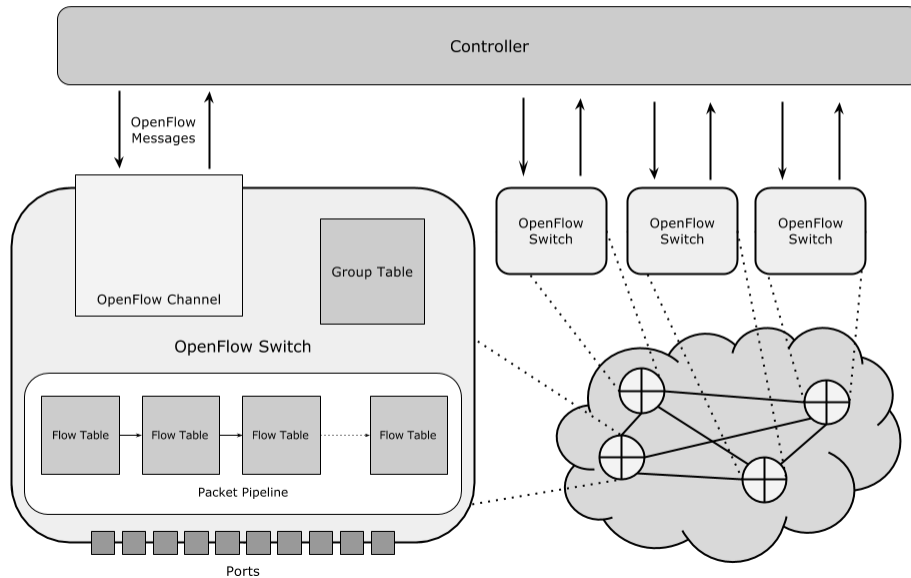 Controller
OpenFlow
Messages
OpenFlow Channel
Group Table
OpenFlow Switch
Flow Table
Flow Table
Flow Table
Flow Table
Packet Pipeline
Ports
OpenFlow
Switch
OpenFlow
Switch
OpenFlow
Switch